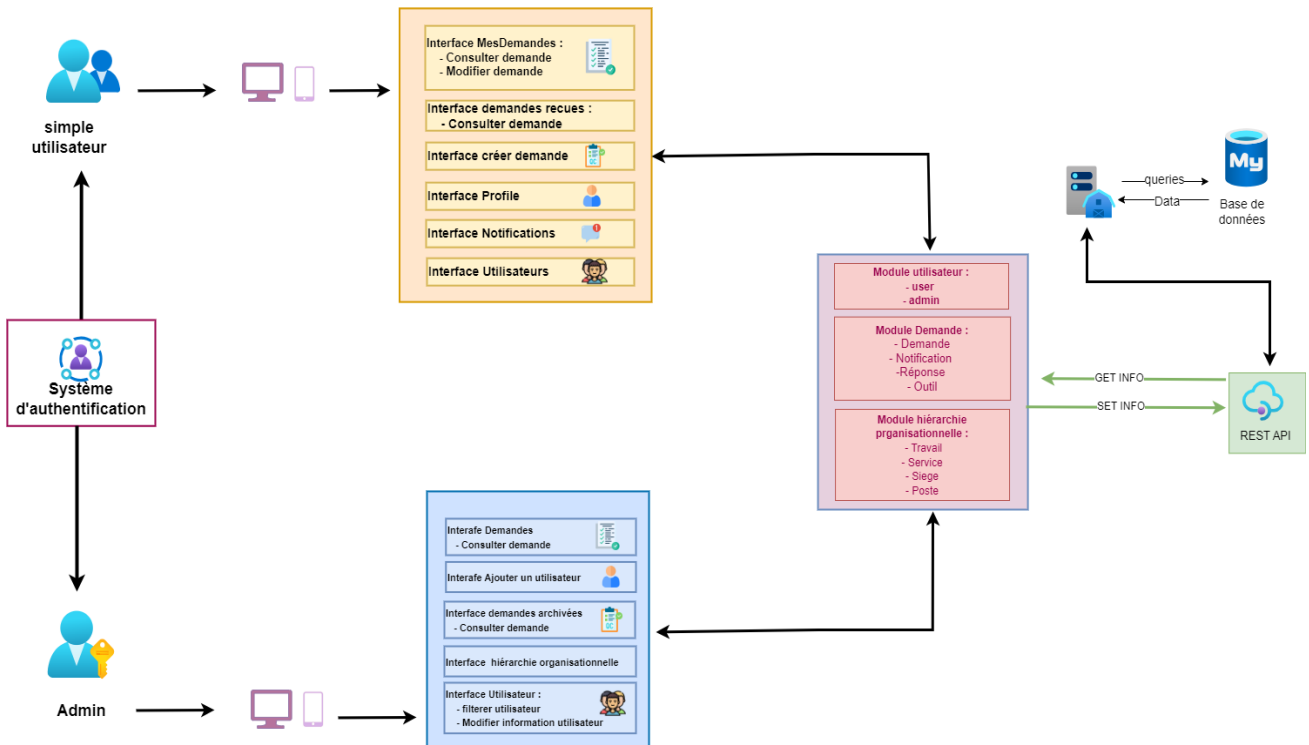 simple
utilisateur
Système
d'authentification
Admin
Interface MesDemandes :
- Consulter demande
- Modifier demande
Interface demandes recues :
- Consulter demande
Interface créer demande
Interface Profile
Interface Notifications
Interface Utilisateurs
Interafe Demandes
- Consulter demande
Interafe Ajouter un utilisateur
Interface demandes archivées
- Consulter demande
Interface hiérarchie organisationnelle
Interface Utilisateur :
- filterer utilisateur
- Modifier information utilisateur
Module utilisateur :
- user
- admin
Module Demande :
- Demande
- Notification
-Réponse
- Outil
Module hièrarchie
prganisationnelle :
- Travail
- Service
- Siege
- Poste
GET INFO
SET INFO
REST API
queries
Data
My
Base de
données